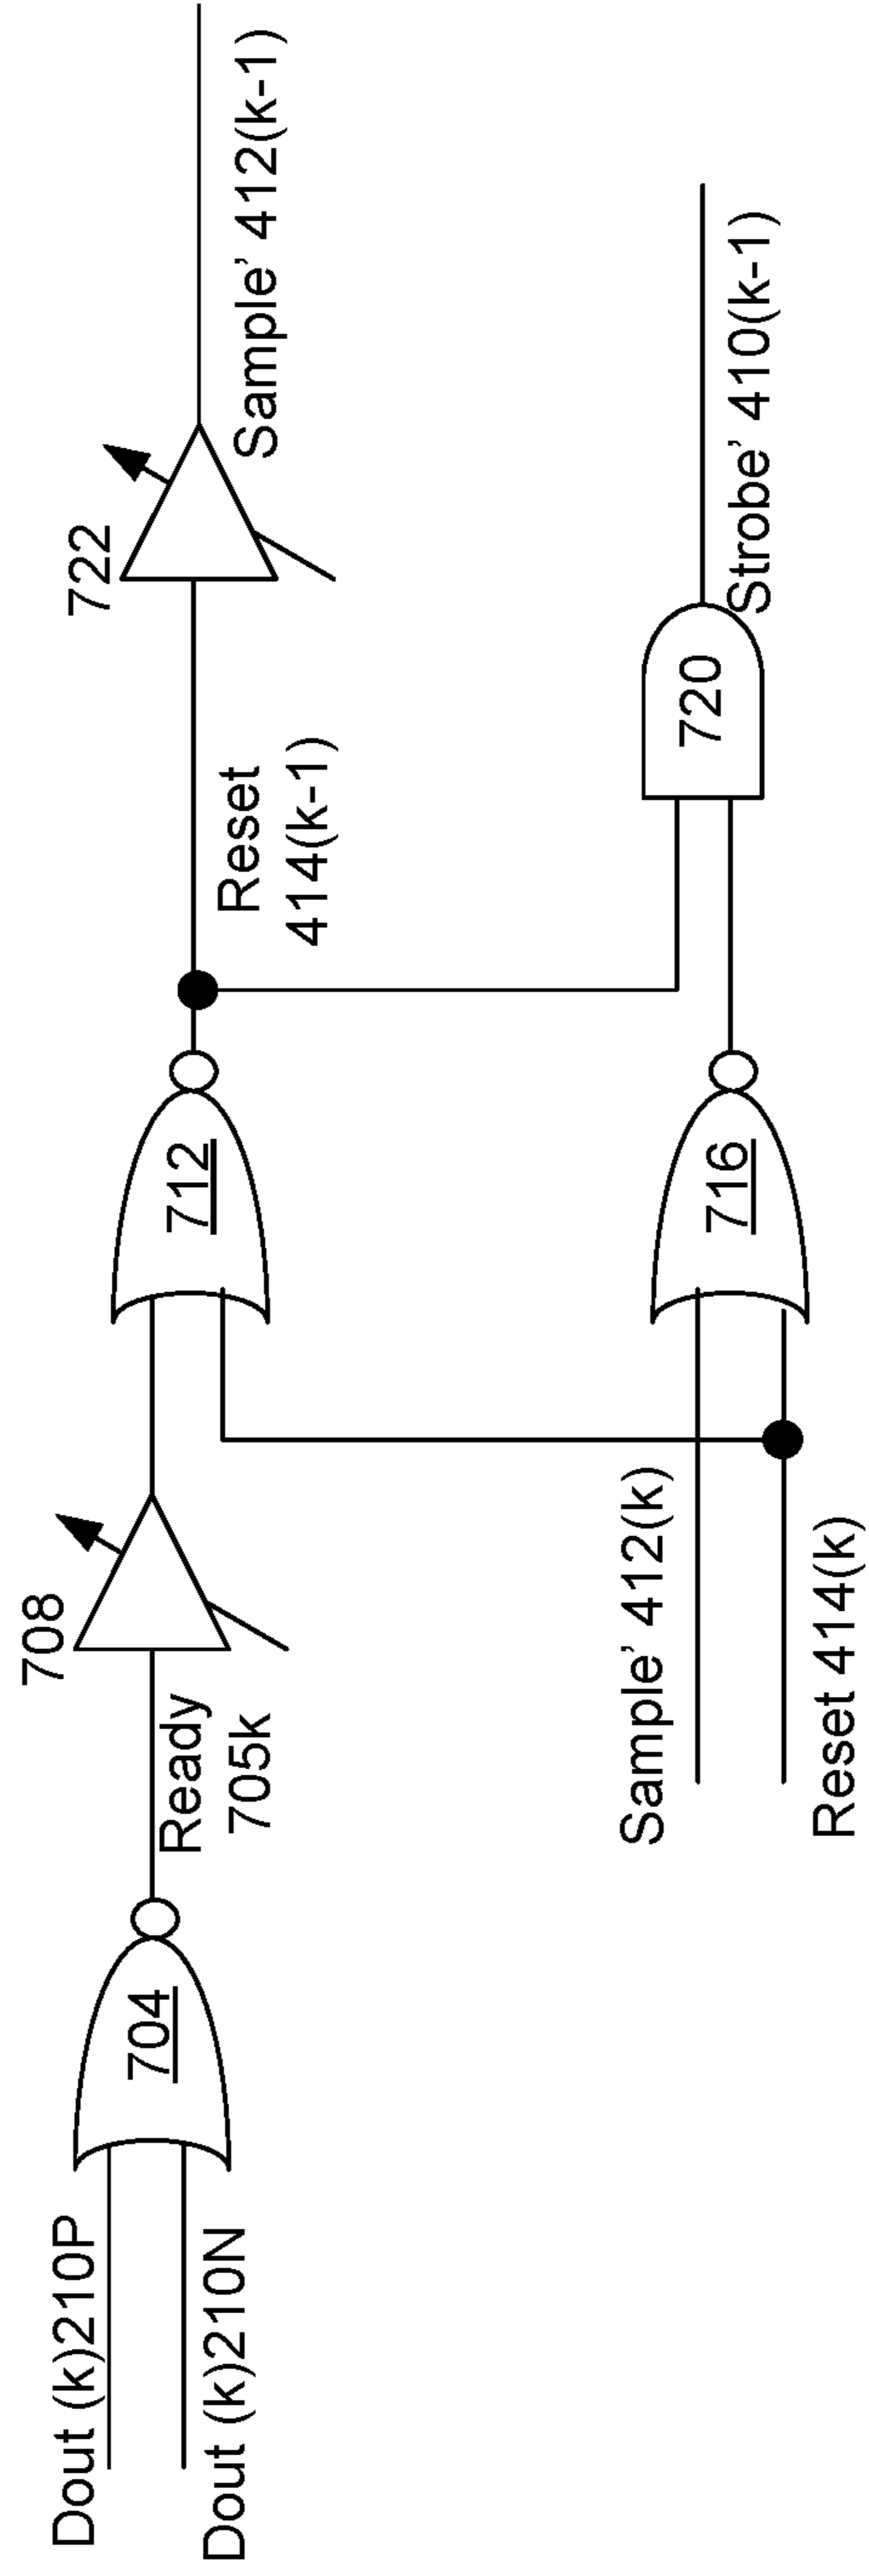 Dout (k)210P
Dout (k)210N
704
Ready
705k
708
712
Reset
414(k-1)
722
Sample’ 412(k-1)
Sample’ 412(k)
Reset 414(k)
716
720
Strobe’ 410(k-1)